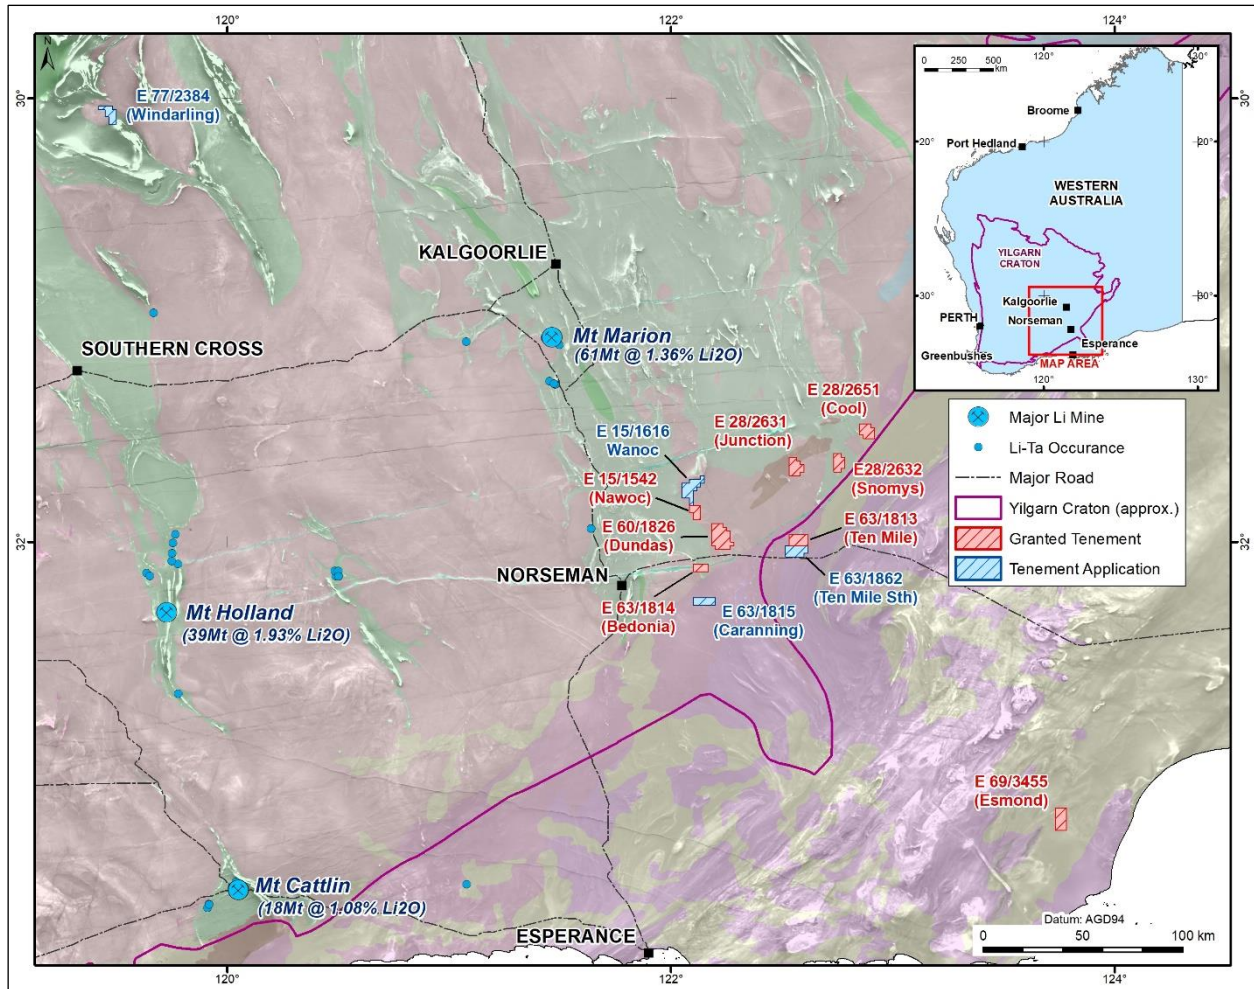 120°
122°
124°
N
30°
E 77/2384
(Windarling)
KALGOORLIE
SOUTHERN CROSS
Mt Marion
(61Mt @ 1.36% Li2O)
E 28/2651
(Cool)
E 28/2631
(Junction)
E 15/1616
Wanoc
E 15/1542
(Nawoc)
E28/2632
(Snomys)
E 60/1826
(Dundas)
E 63/1813
(Ten Mile)
32°
NORSEMAN
E 63/1862
(Ten Mile Sth)
E 63/1814
(Bedonia)
E 63/1815
(Caranning)
Mt Holland
(39Mt @ 1.93% Li2O)
E 69/3455
(Esmond)
Mt Cattlin
(18Mt @ 1.08% Li2O)
ESPERANCE
Datum: AGD94
0 50 100 km
120°
122°
124°
30°
32°
0 250 500
km
120°
130°
Broome
Port Hedland
20°
20°
WESTERN
AUSTRALIA
YILGARN
CRATON
30°
30°
Kalgoorlie
Norseman
PERTH
Esperance
Greenbushes
MAP AREA
120°
130°
Major Li Mine
Li-Ta Occurance
Major Road
Yilgarn Craton (approx.)
Granted Tenement
Tenement Application